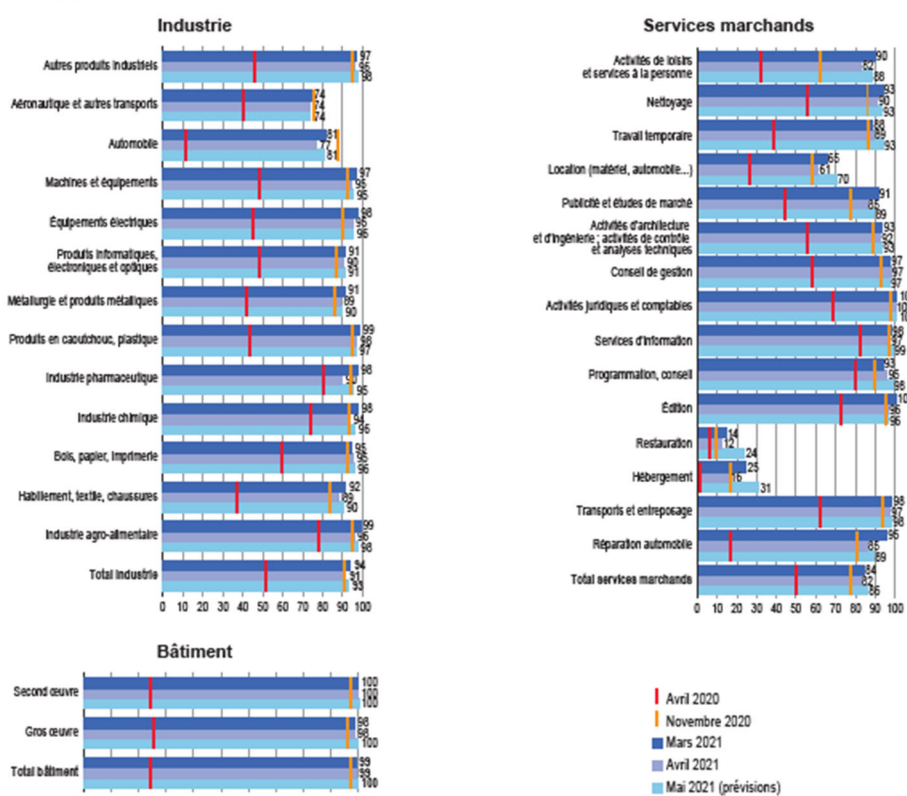 Industrie
Autres produits industriels
97
96
98
Aéronautique et autres transports
74
74
74
Automobile
81
77
81
Machines et équipements
97
95
95
Équipements électriques
98
95
Produits informatiques,
électroniques et optiques
91
90
91
Métallurgie et produits métalliques
91
89
90
Produits en caoutchouc, plastique
99
98
97
Industrie pharmaceutique
98
90
95
Industrie chimique
98
94
96
Bois, papier, imprimerie
95
95
96
Habillement, textile, chaussures
92
89
90
Industrie agro-alimentaire
99
96
98
Total industrie
94
91
93
0 10 20 30 40 50 60 70 80 90 100
Services marchands
Activités de loisirs
et services à la personne
90
82
88
Nettoyage
93
90
93
Travail temporaire
88
89
93
Location (matériel, automobile...)
65
61
70
Publicité et études de marché
91
85
89
Activités d'architecture
et d'ingénierie ; activités de contrôle
et analyses techniques
93
92
93
Conseil de gestion
97
97
97
Activités juridiques et comptables
10
10
Services d'information
98
97
99
Programmation, conseil
93
95
98
Édition
10
96
96
Restauration
14
12
24
Hébergement
25
16
31
Transports et entreposage
98
97
98
Réparation automobile
95
85
89
Total services marchands
84
82
86
0 10 20 30 40 50 60 70 80 90 100
Bâtiment
Second œuvre
100
100
100
Gros œuvre
98
98
100
Total bâtiment
99
99
100
Avril 2020
Novembre 2020
Mars 2021
Avril 2021
Mai 2021 (prévisions)